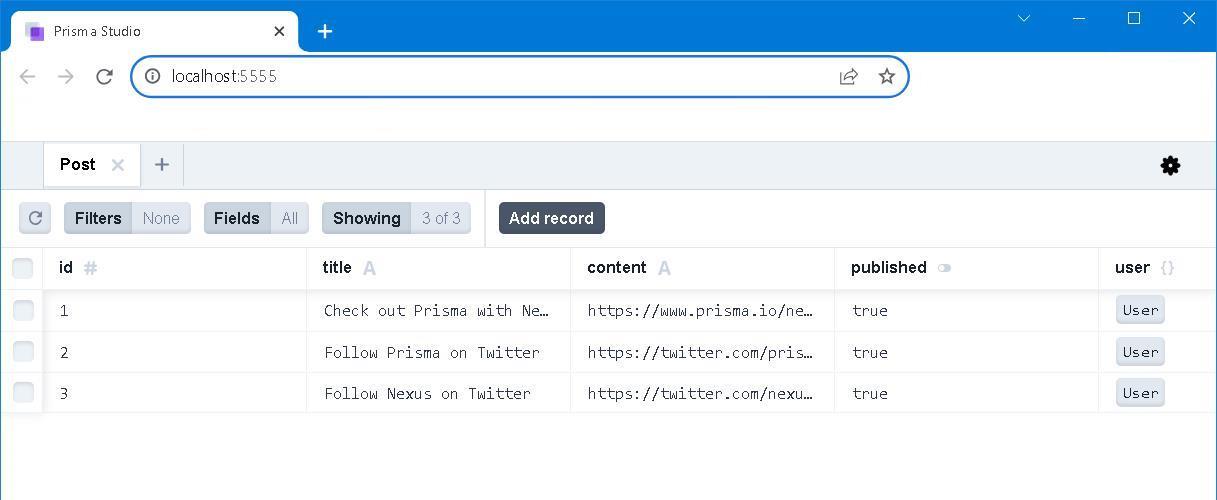 Prisma Studio
localhost:5555
Post
Filters None Fields All Showing 3 of 3 Add record
id # title A content A published user {}
1 Check out Prisma with Ne… https://www.prisma.io/ne… true User
2 Follow Prisma on Twitter https://twitter.com/pris… true User
3 Follow Nexus on Twitter https://twitter.com/nexu… true User